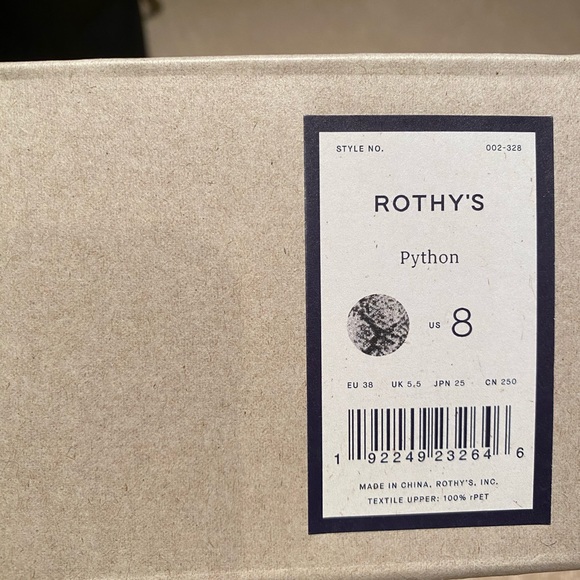 STYLE NO. 002-328
ROTHY'S
Python
US 8
EU 38 UK 5.5 JPN 25 CN 250
1 92249 23264 6
MADE IN CHINA, ROTHY'S, INC.
TEXTILE UPPER: 100% rPET